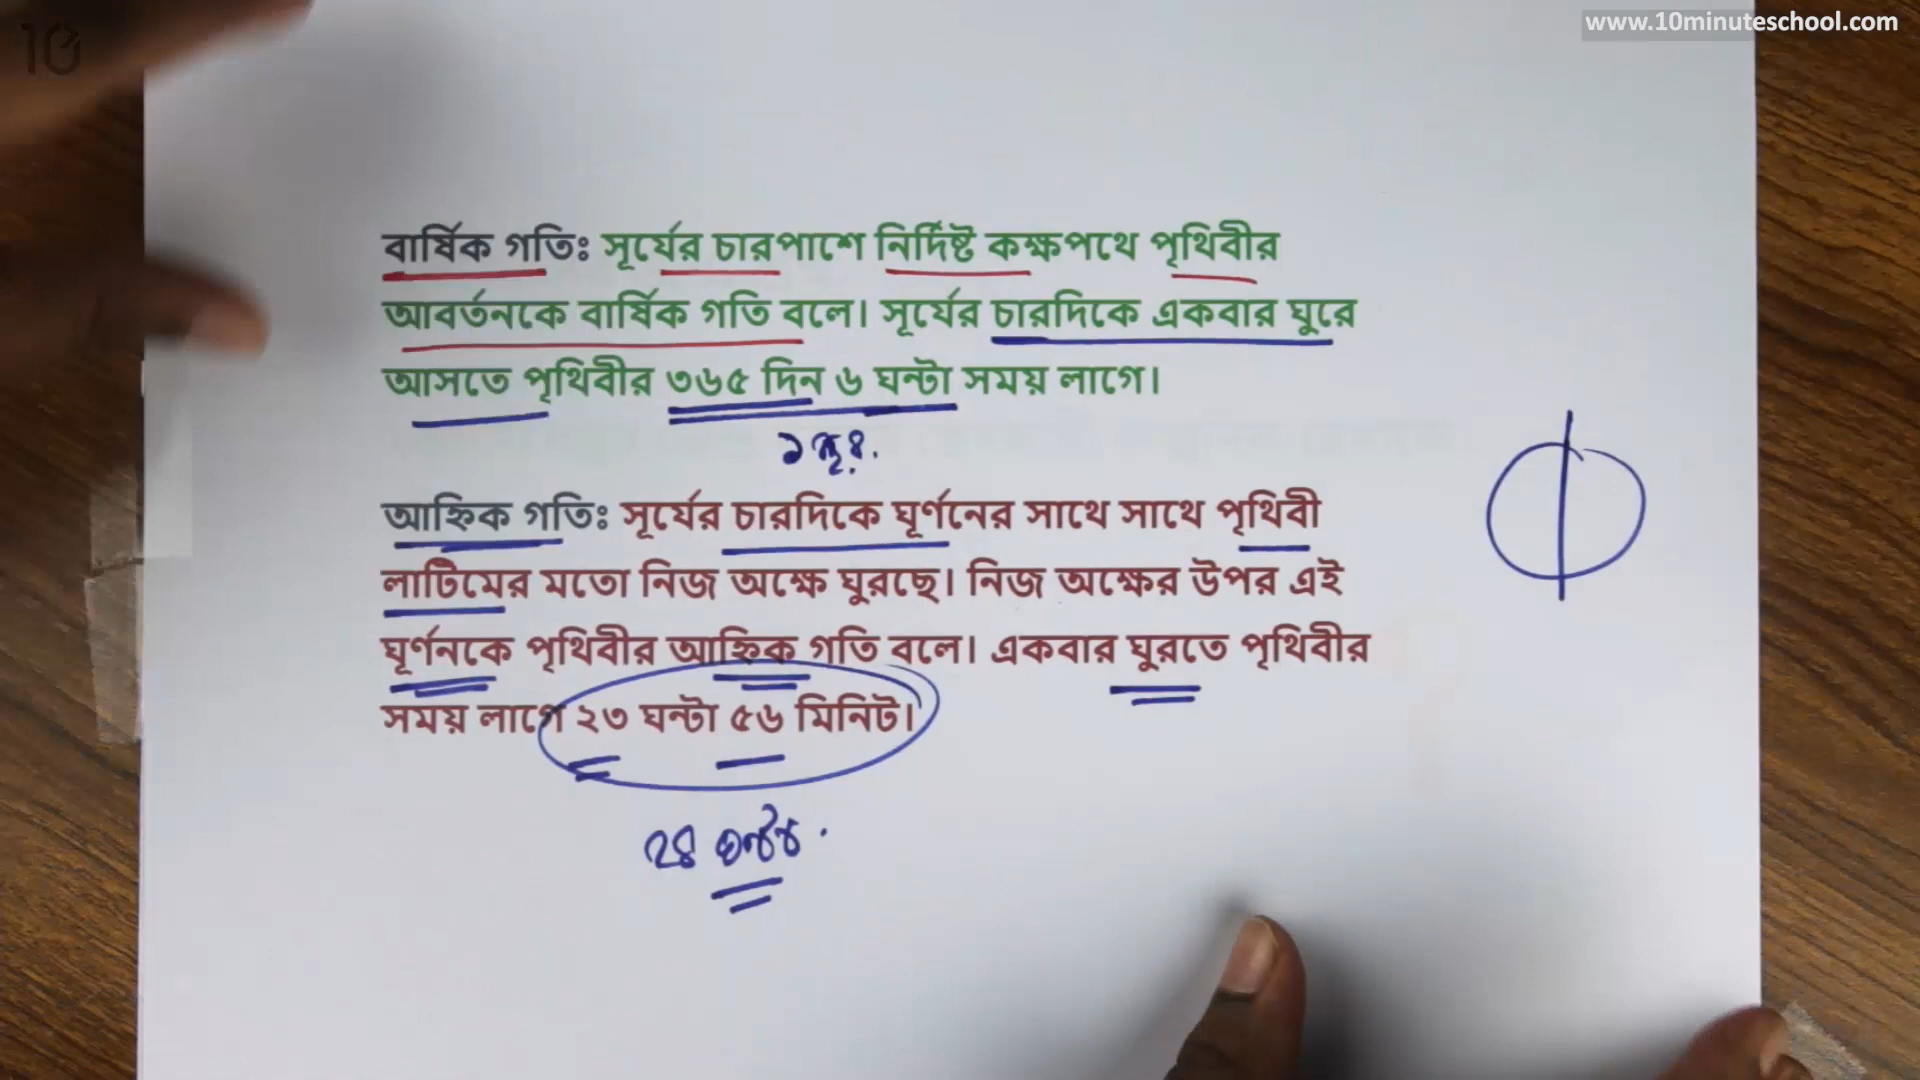 10
www.10minuteschool.com
বার্ষিক গতিঃ সূর্যের চারপাশে নির্দিষ্ট কক্ষপথে পৃথিবীর
আবর্তনকে বার্ষিক গতি বলে। সূর্যের চারদিকে একবার ঘুরে
আসতে পৃথিবীর ৩৬৫ দিন ৬ ঘন্টা সময় লাগে।
আহ্নিক গতিঃ সূর্যের চারদিকে ঘূর্ণনের সাথে সাথে পৃথিবী
লাটিমের মতো নিজ অক্ষে ঘুরছে। নিজ অক্ষের উপর এই
ঘূর্ণনকে পৃথিবীর আহ্নিক গতি বলে। একবার ঘুরতে পৃথিবীর
সময় লাগে ২৩ ঘন্টা ৫৬ মিনিট।
২৪ ঘন্টা